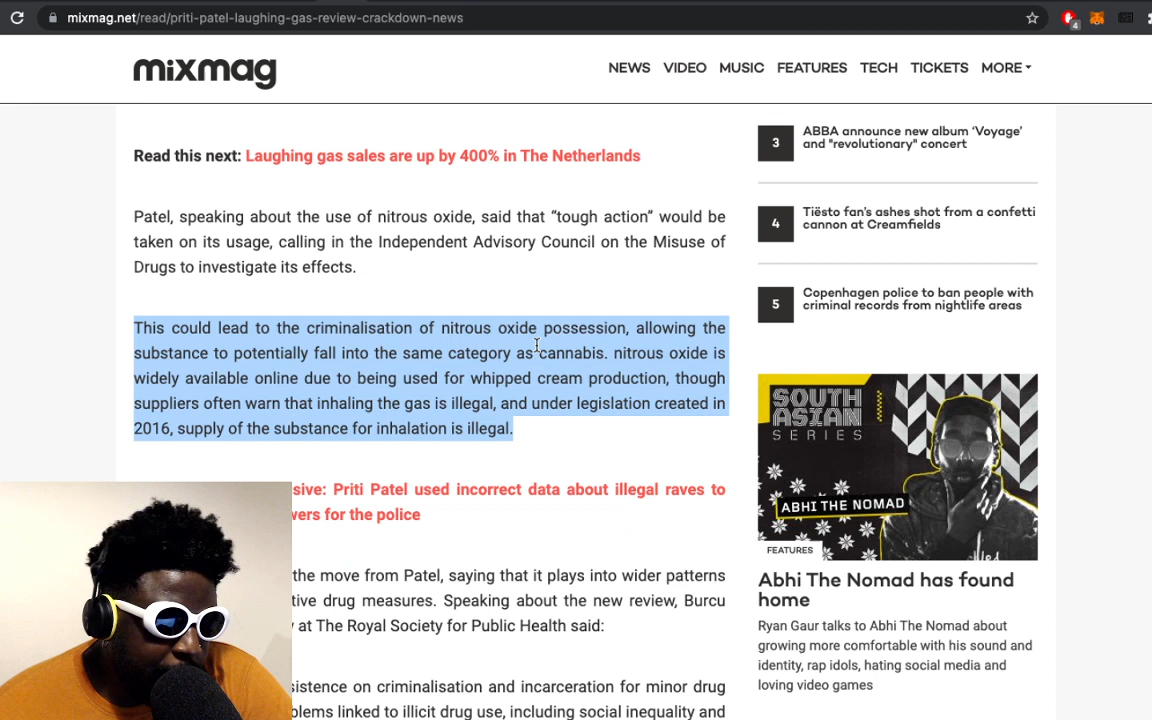 mixmag.net/read/priti-patel-laughing-gas-review-crackdown-news
4
mixmag
NEWS VIDEO MUSIC FEATURES TECH TICKETS MORE
Read this next: Laughing gas sales are up by 400% in The Netherlands
Patel, speaking about the use of nitrous oxide, said that “tough action” would be
taken on its usage, calling in the Independent Advisory Council on the Misuse of
Drugs to investigate its effects.
This could lead to the criminalisation of nitrous oxide possession, allowing the
substance to potentially fall into the same category as cannabis. nitrous oxide is
widely available online due to being used for whipped cream production, though
suppliers often warn that inhaling the gas is illegal, and under legislation created in
2016, supply of the substance for inhalation is illegal.
sive: Priti Patel used incorrect data about illegal raves to
wers for the police
the move from Patel, saying that it plays into wider patterns
tive drug measures. Speaking about the new review, Burcu
y at The Royal Society for Public Health said:
sistence on criminalisation and incarceration for minor drug
blems linked to illicit drug use, including social inequality and
3
ABBA announce new album ‘Voyage’
and "revolutionary" concert
4
Tiësto fan’s ashes shot from a confetti
cannon at Creamfields
5
Copenhagen police to ban people with
criminal records from nightlife areas
SOUTH
ASIAN
SERIES
ABHI THE NOMAD
FEATURES
Abhi The Nomad has found
home
Ryan Gaur talks to Abhi The Nomad about
growing more comfortable with his sound and
identity, rap idols, hating social media and
loving video games